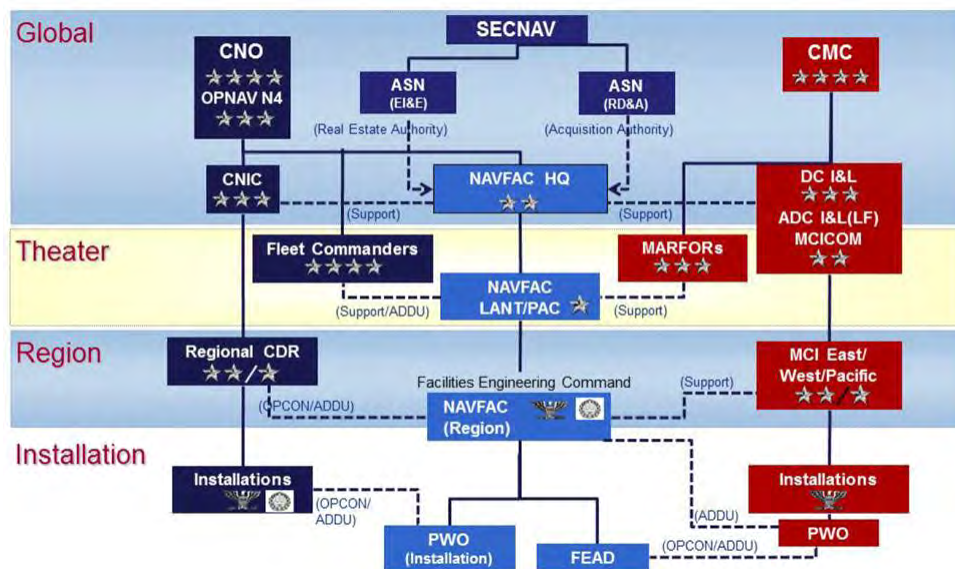 Global
SECNAV
CNO
OPNAV N4
ASN
(EI&E)
ASN
(RD&A)
CMC
(Real Estate Authority)
(Acquisition Authority)
CNIC
NAVFAC HQ
DC I&L
ADC I&L(LF)
MCICOM
(Support)
(Support)
Theater
Fleet Commanders
MARFORs
NAVFAC
LANT/PAC
(Support/ADDU)
(Support)
Region
Regional CDR
MCI East/
West/Pacific
Facilities Engineering Command
(OPCON/ADDU)
NAVFAC
(Region)
(Support)
Installation
Installations
Installations
(OPCON/
ADDU)
(ADDU)
PWO
(Installation)
FEAD
(OPCON/ADDU)
PWO